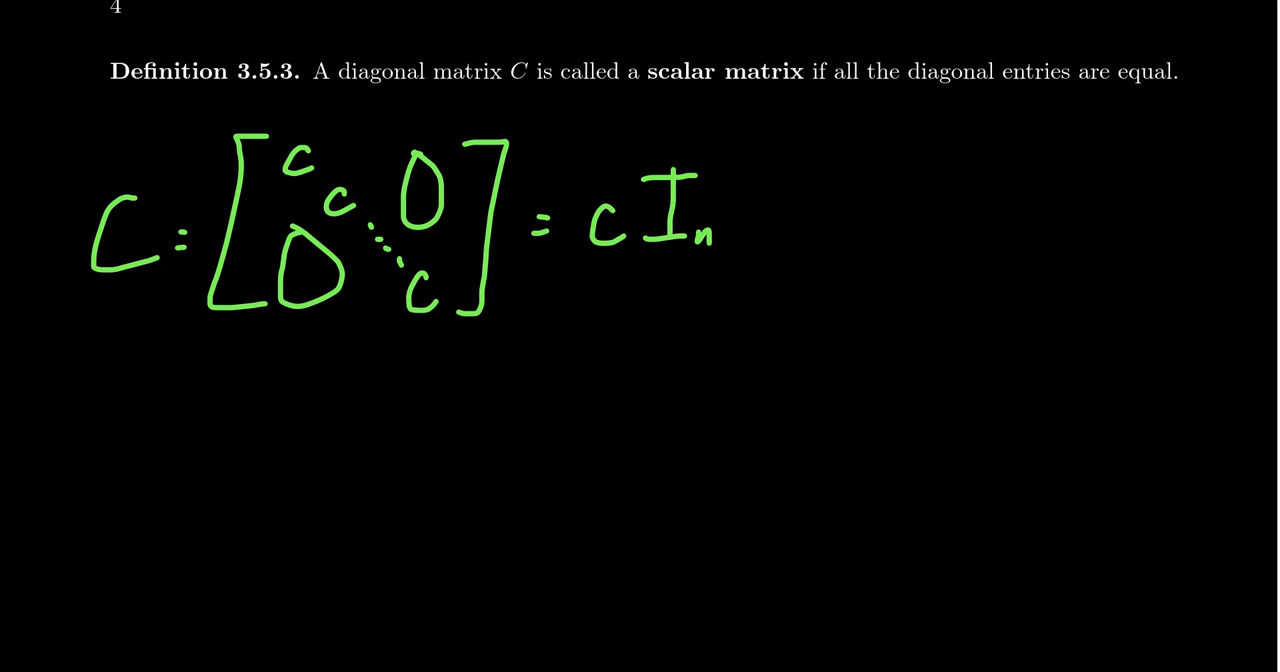 4
Definition 3.5.3. A diagonal matrix C is called a scalar matrix if all the diagonal entries are equal.
c
c 0
C = [ ⋱ ] = c Iₙ
0 c